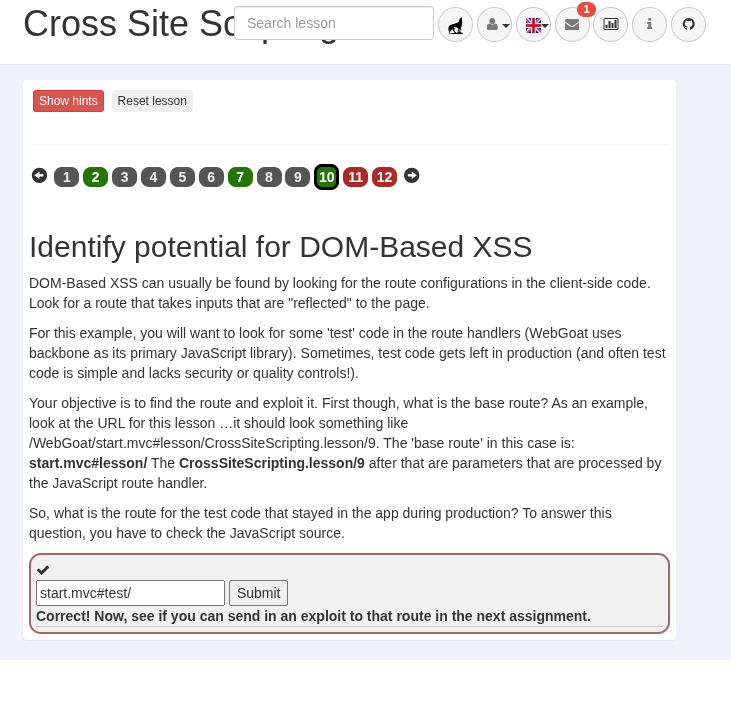 Cross Site Scripting
Search lesson
1
Show hints
Reset lesson
1 2 3 4 5 6 7 8 9 10 11 12
Identify potential for DOM-Based XSS
DOM-Based XSS can usually be found by looking for the route configurations in the client-side code.
Look for a route that takes inputs that are "reflected" to the page.
For this example, you will want to look for some 'test' code in the route handlers (WebGoat uses
backbone as its primary JavaScript library). Sometimes, test code gets left in production (and often test
code is simple and lacks security or quality controls!).
Your objective is to find the route and exploit it. First though, what is the base route? As an example,
look at the URL for this lesson …it should look something like
/WebGoat/start.mvc#lesson/CrossSiteScripting.lesson/9. The 'base route' in this case is:
start.mvc#lesson/ The CrossSiteScripting.lesson/9 after that are parameters that are processed by
the JavaScript route handler.
So, what is the route for the test code that stayed in the app during production? To answer this
question, you have to check the JavaScript source.
start.mvc#test/
Submit
Correct! Now, see if you can send in an exploit to that route in the next assignment.